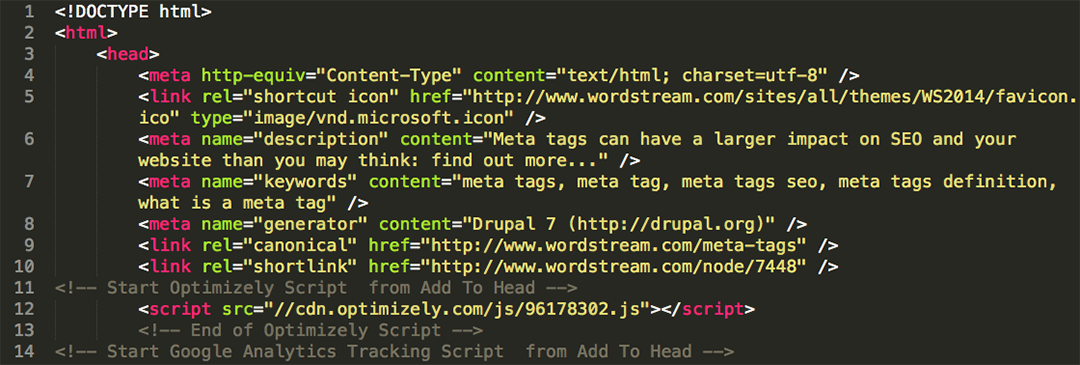 1 <!DOCTYPE html>
2 <html>
3 <head>
4 <meta http-equiv="Content-Type" content="text/html; charset=utf-8" />
5 <link rel="shortcut icon" href="http://www.wordstream.com/sites/all/themes/WS2014/favicon.
ico" type="image/vnd.microsoft.icon" />
6 <meta name="description" content="Meta tags can have a larger impact on SEO and your
website than you may think: find out more..." />
7 <meta name="keywords" content="meta tags, meta tag, meta tags seo, meta tags definition,
what is a meta tag" />
8 <meta name="generator" content="Drupal 7 (http://drupal.org)" />
9 <link rel="canonical" href="http://www.wordstream.com/meta-tags" />
10 <link rel="shortlink" href="http://www.wordstream.com/node/7448" />
11 <!-- Start Optimizely Script  from Add To Head -->
12 <script src="//cdn.optimizely.com/js/96178302.js"></script>
13 <!-- End of Optimizely Script -->
14 <!-- Start Google Analytics Tracking Script  from Add To Head -->